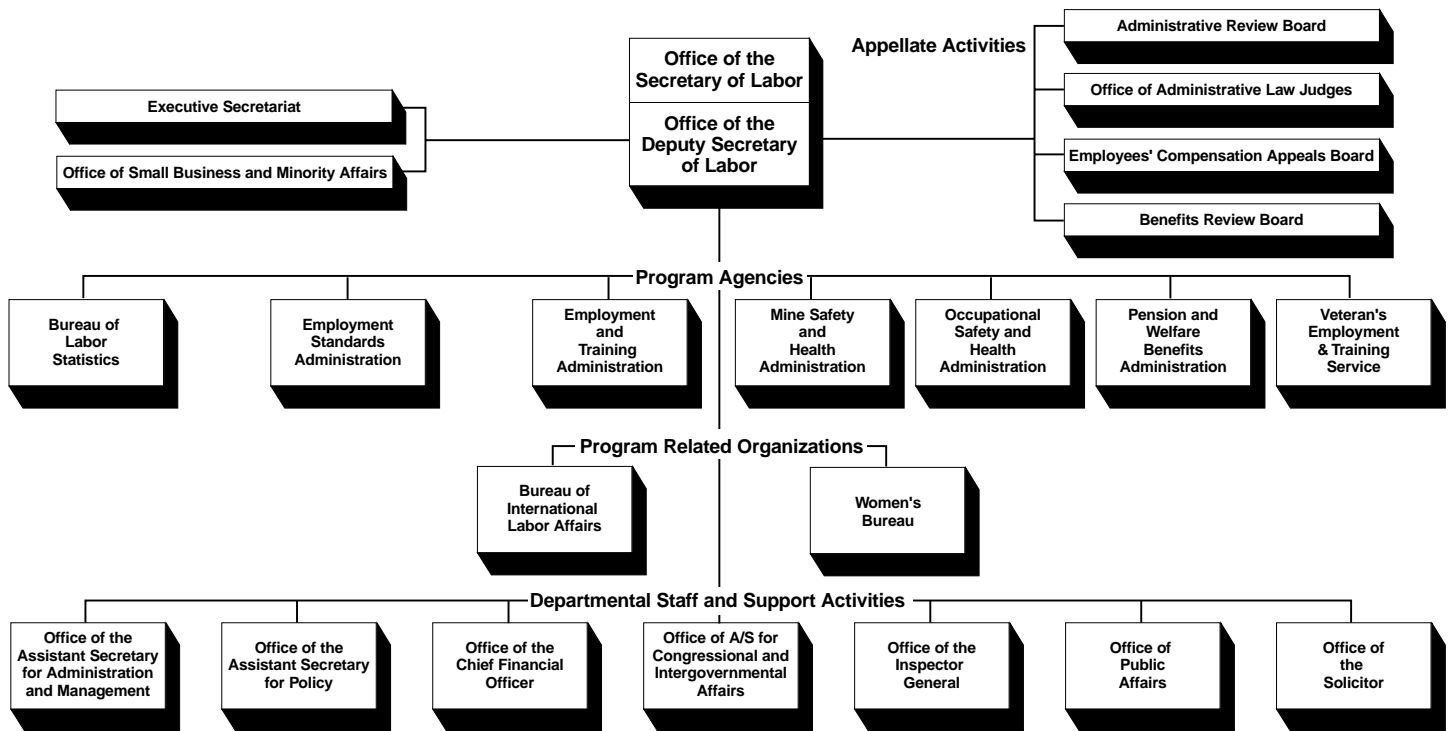 Office of the
Secretary of Labor
Office of the
Deputy Secretary
of Labor
Executive Secretariat
Office of Small Business and Minority Affairs
Appellate Activities
Administrative Review Board
Office of Administrative Law Judges
Employees' Compensation Appeals Board
Benefits Review Board
Program Agencies
Bureau of
Labor
Statistics
Employment
Standards
Administration
Employment
and
Training
Administration
Mine Safety
and
Health
Administration
Occupational
Safety and
Health
Administration
Pension and
Welfare
Benefits
Administration
Veteran's
Employment
& Training
Service
Program Related Organizations
Bureau of
International
Labor Affairs
Women's
Bureau
Departmental Staff and Support Activities
Office of the
Assistant Secretary
for Administration
and Management
Office of the
Assistant Secretary
for Policy
Office of the
Chief Financial
Officer
Office of A/S for
Congressional and
Intergovernmental
Affairs
Office of the
Inspector
General
Office of
Public
Affairs
Office of
the
Solicitor